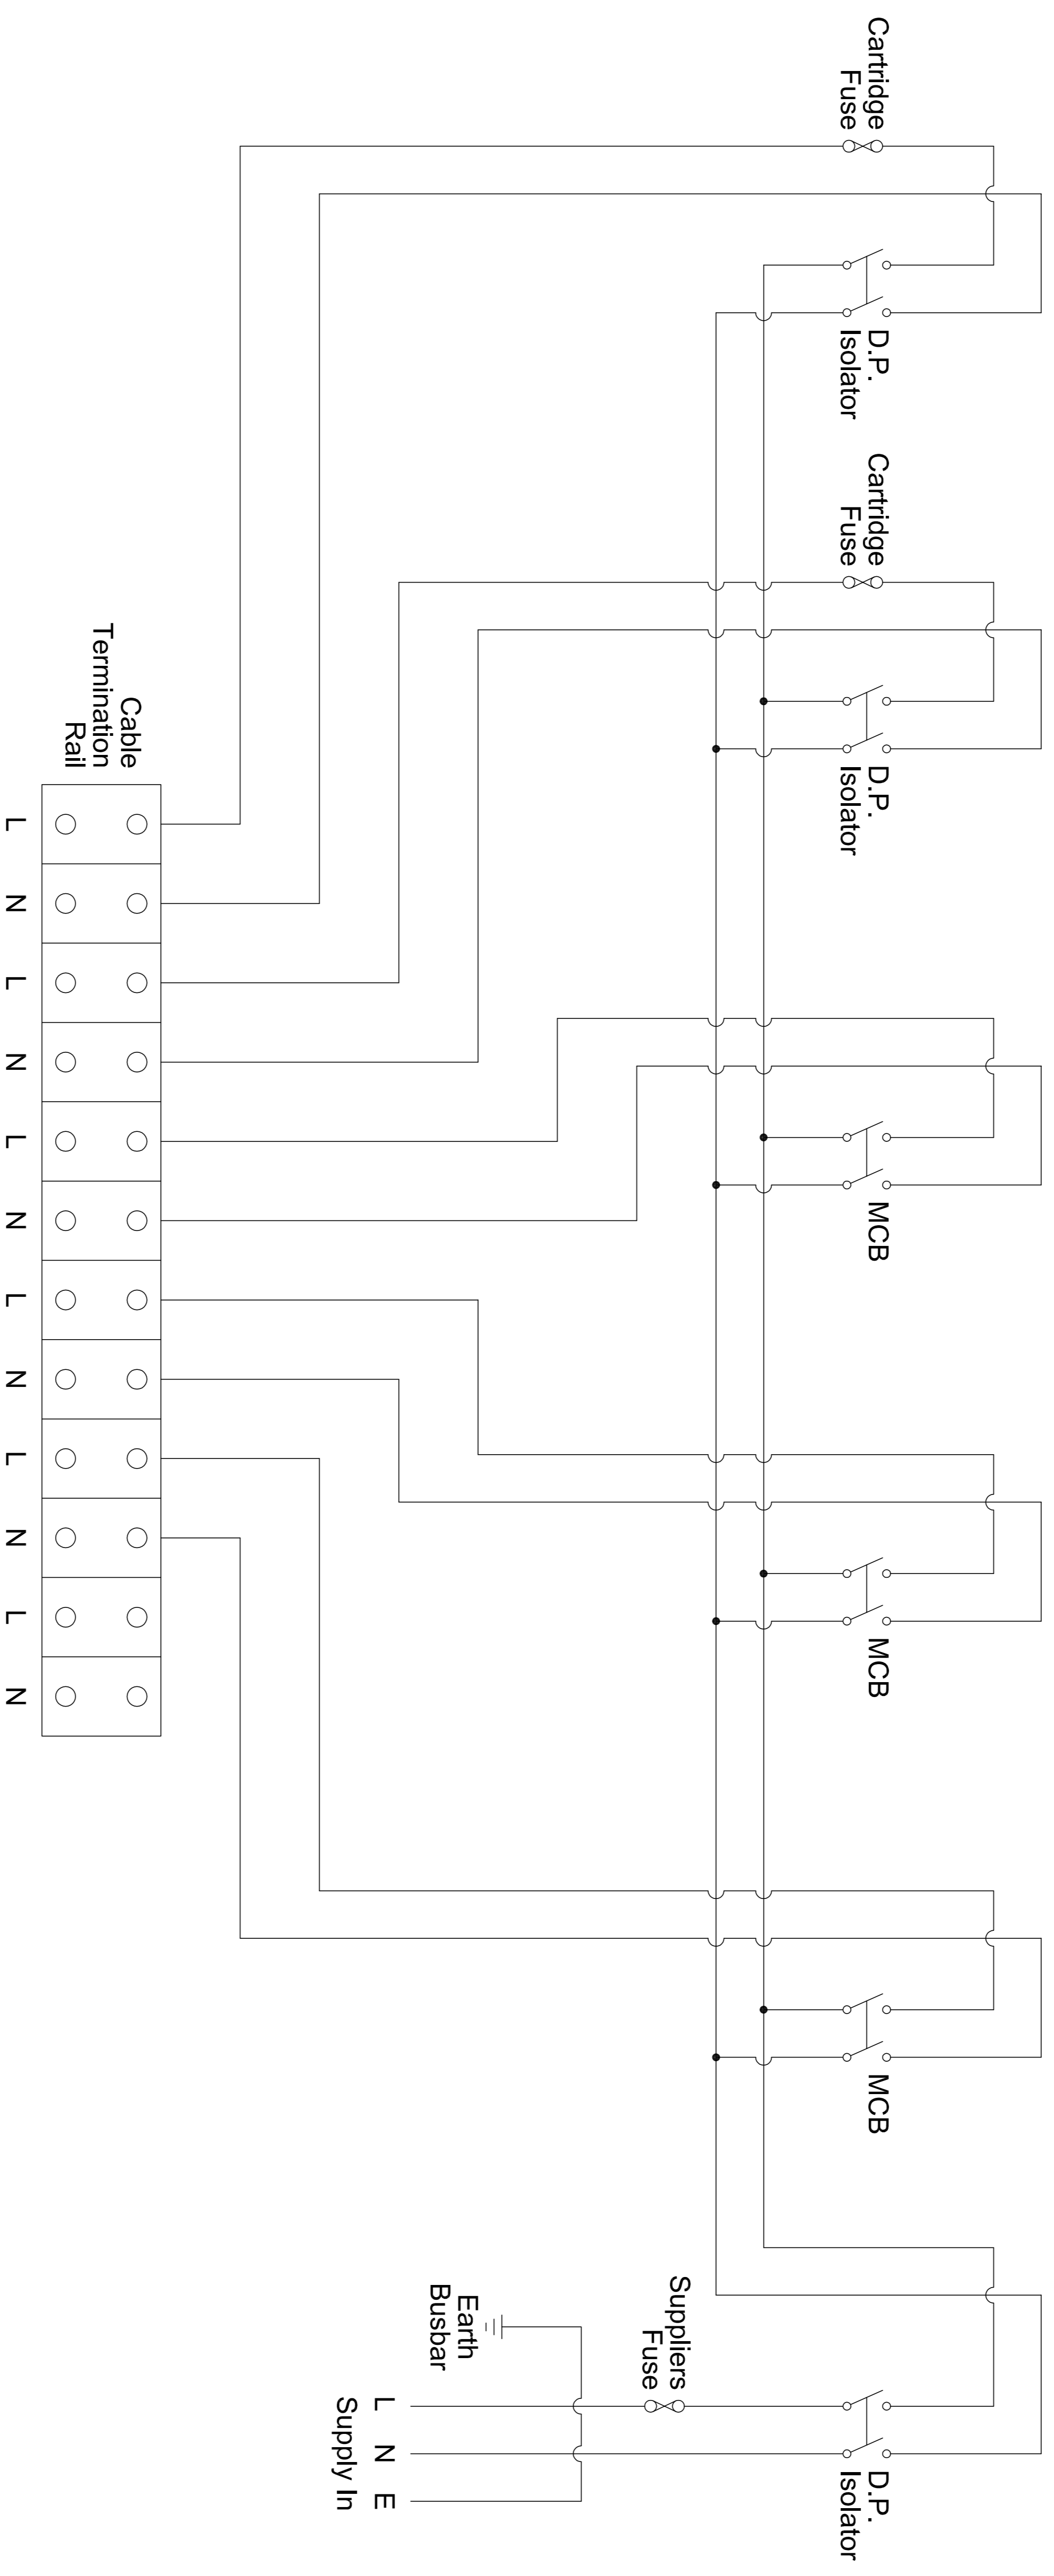 Cartridge
Fuse
D.P.
Isolator
Cartridge
Fuse
D.P.
Isolator
MCB
MCB
MCB
D.P.
Isolator
Suppliers
Fuse
Earth
Busbar
L N E
Supply In
Cable
Termination
Rail
L N L N L N L N L N L N